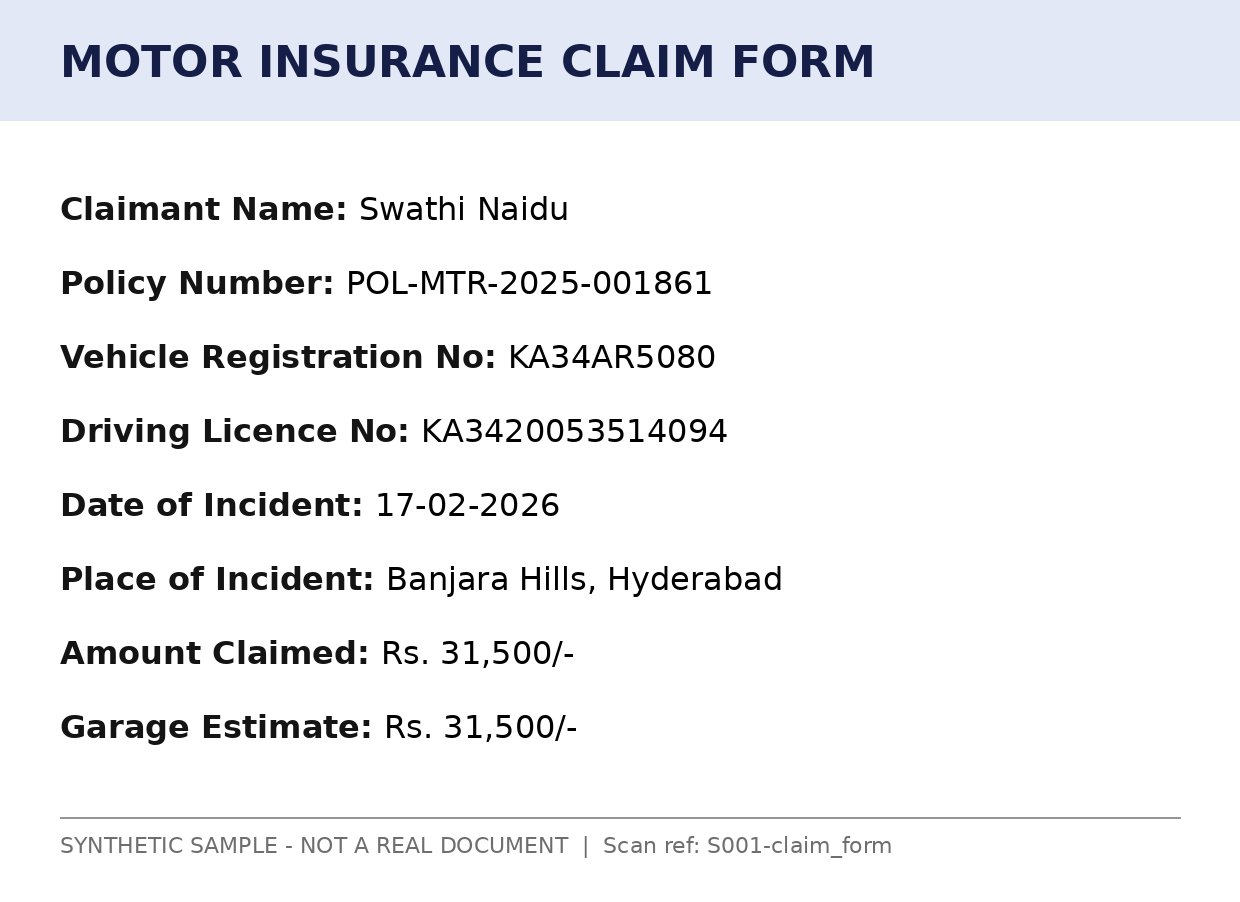 MOTOR INSURANCE CLAIM FORM
Claimant Name: Swathi Naidu
Policy Number: POL-MTR-2025-001861
Vehicle Registration No: KA34AR5080
Driving Licence No: KA3420053514094
Date of Incident: 17-02-2026
Place of Incident: Banjara Hills, Hyderabad
Amount Claimed: Rs. 31,500/-
Garage Estimate: Rs. 31,500/-
SYNTHETIC SAMPLE - NOT A REAL DOCUMENT | Scan ref: S001-claim_form